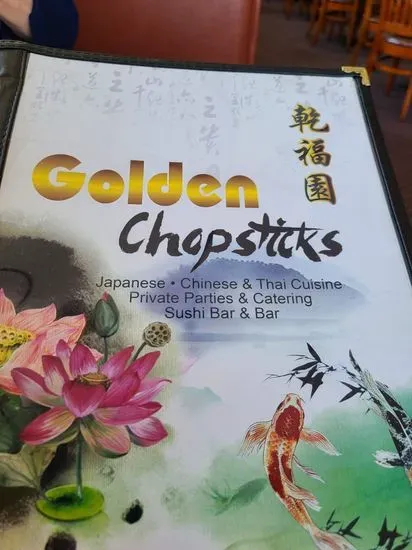 乾福園
Golden
Chopsticks
Japanese • Chinese & Thai Cuisine
Private Parties & Catering
Sushi Bar & Bar